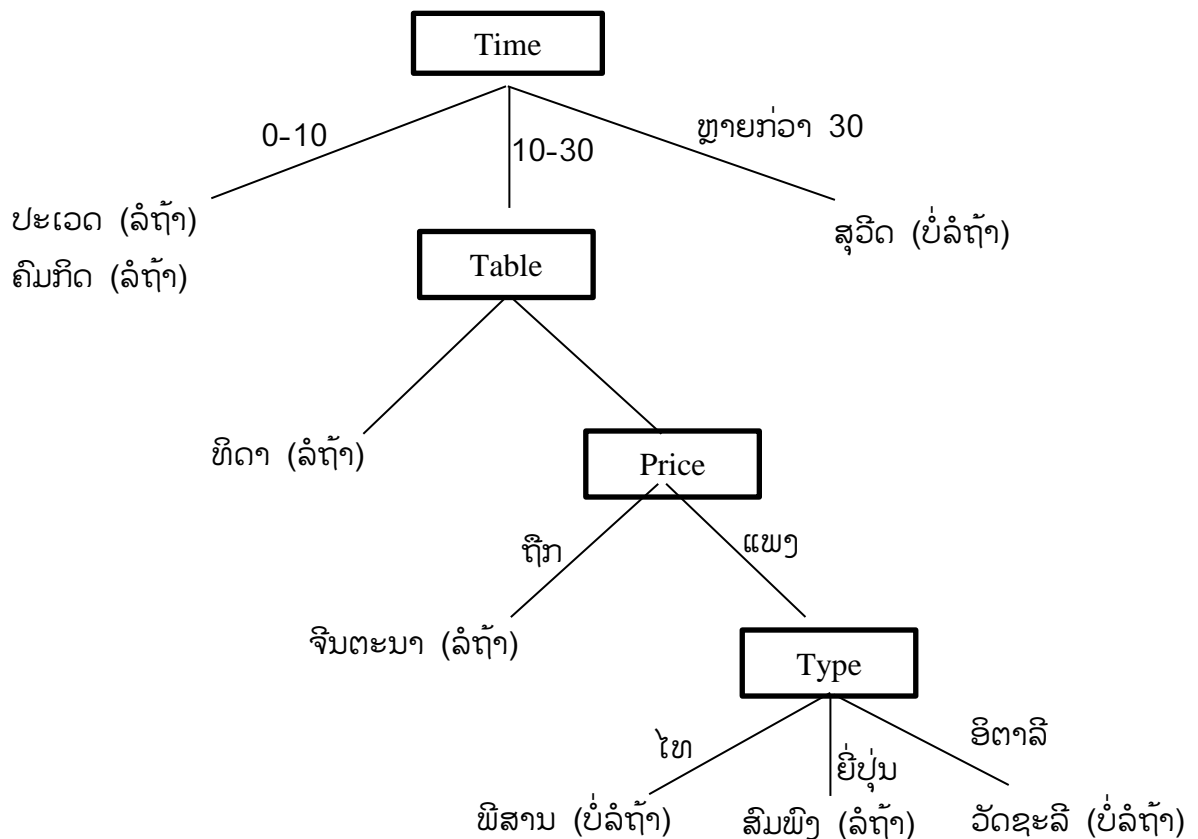 Time
0-10
10-30
ຫຼາຍກ່ວາ 30
ປະເວດ (ລໍຖ້າ)
ຄົມກິດ (ລໍຖ້າ)
ສຸວີດ (ບໍ່ລໍຖ້າ)
Table
ທິດາ (ລໍຖ້າ)
Price
ຖືກ
ແພງ
ຈີນຕະນາ (ລໍຖ້າ)
Type
ໄທ
ຍີ່ປຸ່ນ
ອິຕາລີ
ພີສານ (ບໍ່ລໍຖ້າ)
ສົມພົງ (ລໍຖ້າ)
ວັດຊະລີ (ບໍ່ລໍຖ້າ)